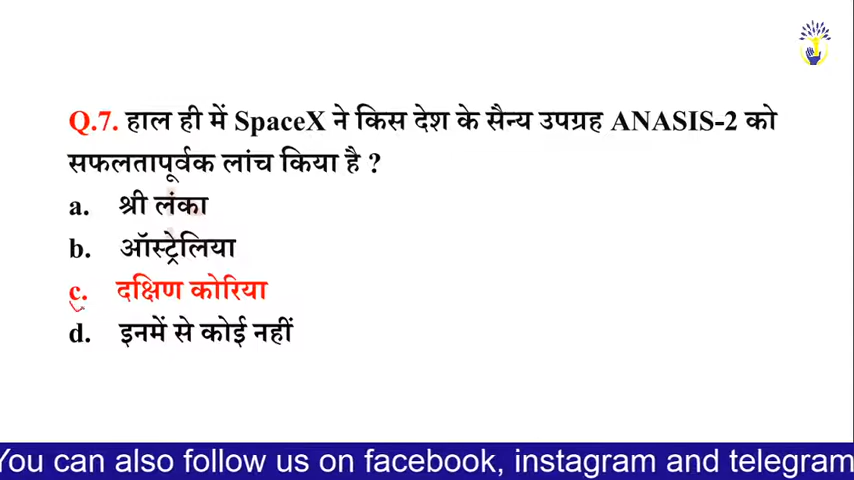 Q.7. हाल ही में SpaceX ने किस देश के सैन्य उपग्रह ANASIS-2 को
सफलतापूर्वक लांच किया है ?
a. श्री लंका
b. ऑस्ट्रेलिया
c. दक्षिण कोरिया
d. इनमें से कोई नहीं
You can also follow us on facebook, instagram and telegram